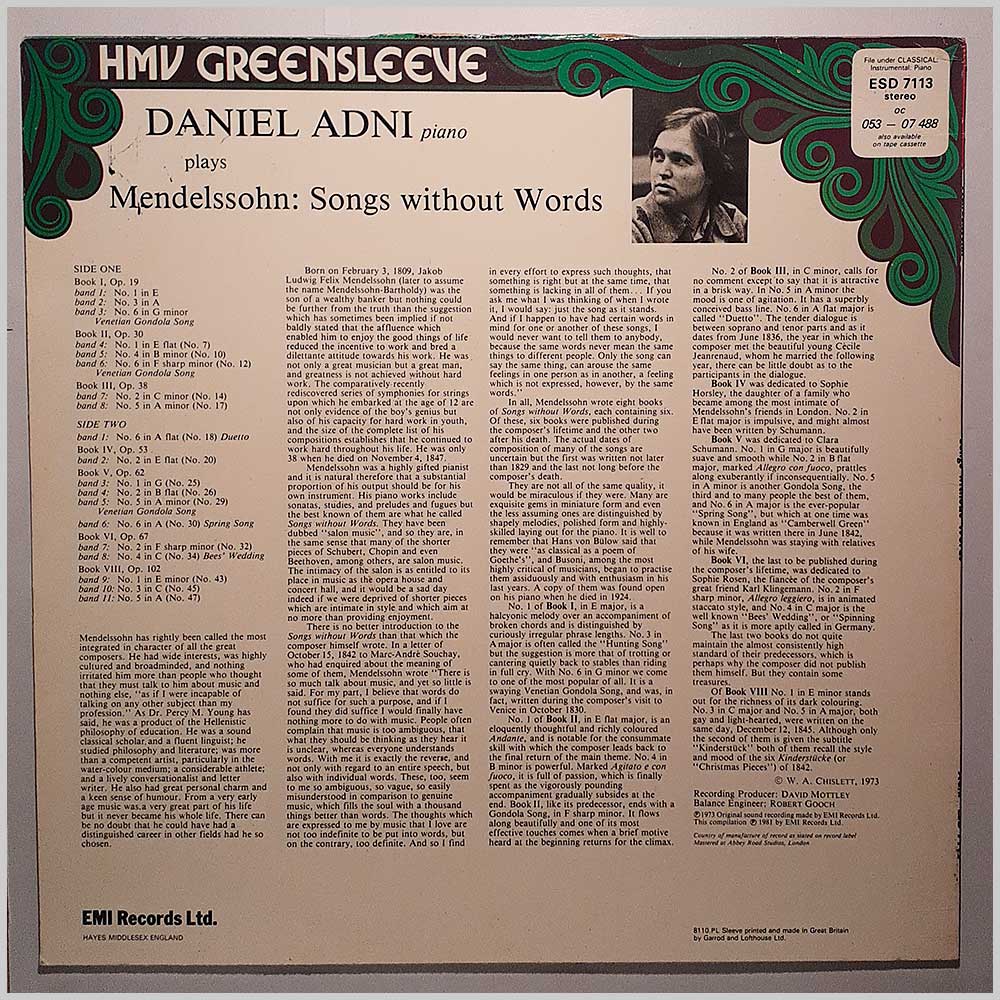 HMV GREENSLEEVE
File under CLASSICAL:
Instrumental: Piano
ESD 7113
stereo
OC
053 — 07 488
also available
on tape cassette
DANIEL ADNI piano
plays
Mendelssohn: Songs without Words
SIDE ONE
Book I, Op. 19
band 1: No. 1 in E
band 2: No. 3 in A
band 3: No. 6 in G minor
Venetian Gondola Song
Book II, Op. 30
band 4: No. 1 in E flat (No. 7)
band 5: No. 4 in B minor (No. 10)
band 6: No. 6 in F sharp minor (No. 12)
Venetian Gondola Song
Book III, Op. 38
band 7: No. 2 in C minor (No. 14)
band 8: No. 5 in A minor (No. 17)
SIDE TWO
band 1: No. 6 in A flat (No. 18) Duetto
Book IV, Op. 53
band 2: No. 2 in E flat (No. 20)
Book V, Op. 62
band 3: No. 1 in G (No. 25)
band 4: No. 2 in B flat (No. 26)
band 5: No. 5 in A minor (No. 29)
Venetian Gondola Song
band 6: No. 6 in A (No. 30) Spring Song
Book VI, Op. 67
band 7: No. 2 in F sharp minor (No. 32)
band 8: No. 4 in C (No. 34) Bees' Wedding
Book VIII, Op. 102
band 9: No. 1 in E minor (No. 43)
band 10: No. 3 in C (No. 45)
band 11: No. 5 in A (No. 47)
Mendelssohn has rightly been called the most
integrated in character of all the great
composers. He had wide interests, was highly
cultured and broadminded, and nothing
irritated him more than people who thought
that they must talk to him about music and
nothing else, "as if I were incapable of
talking on any other subject than my
profession." As Dr. Percy M. Young has
said, he was a product of the Hellenistic
philosophy of education. He was a sound
classical scholar, and a fluent linguist; he
studied philosophy and literature; was more
than a competent artist, particularly in the
water-colour medium; a considerable athlete;
and a lively conversationalist and letter
writer. He also had great personal charm and
a keen sense of humour. From a very early
age music was a very great part of his life
but it never became his whole life. There can
be no doubt that he could have had a
distinguished career in other fields had he so
chosen.
Born on February 3, 1809, Jakob
Ludwig Felix Mendelssohn (later to assume
the name Mendelssohn-Bartholdy) was the
son of a wealthy banker but nothing could
be further from the truth than the suggestion
which has sometimes been implied if not
baldly stated that the affluence which
enabled him to enjoy the good things of life
reduced the incentive to work and bred a
dilettante attitude towards his work. He was
not only a great musician but a great man,
and greatness is not achieved without hard
work. The comparatively recently
rediscovered series of symphonies for strings
upon which he embarked at the age of 12 are
not only evidence of the boy's genius but
also of his capacity for hard work in youth,
and the size of the complete list of his
compositions establishes that he continued to
work hard throughout his life. He was only
38 when he died on November 4, 1847.
Mendelssohn was a highly gifted pianist
and it is natural therefore that a substantial
proportion of his output should be for his
own instrument. His piano works include
sonatas, studies, and preludes and fugues but
the best known of them are what he called
Songs without Words. They have been
dubbed "salon music", and so they are, in
the same sense that many of the shorter
pieces of Schubert, Chopin and even
Beethoven, among others, are salon music.
The intimacy of the salon is as entitled to its
place in music as the opera house and
concert hall, and it would be a sad day
indeed if we were deprived of shorter pieces
which are intimate in style and which aim at
no more than providing enjoyment.
There is no better introduction to the
Songs without Words than that which the
composer himself wrote. In a letter of
October 15, 1842 to Marc-André Souchay,
who had enquired about the meaning of
some of them, Mendelssohn wrote "There is
so much talk about music, and yet so little is
said. For my part, I believe that words do
not suffice for such a purpose, and if I
found they did suffice I would finally have
nothing more to do with music. People often
complain that music is too ambiguous, that
what they should be thinking as they hear it
is unclear, whereas everyone understands
words. With me it is exactly the reverse, and
not only with regard to an entire speech, but
also with individual words. These, too, seem
to me so ambiguous, so vague, so easily
misunderstood in comparison to genuine
music, which fills the soul with a thousand
things better than words. The thoughts which
are expressed to me by music that I love are
not too indefinite to be put into words, but
on the contrary, too definite. And so I find
in every effort to express such thoughts, that
something is right but at the same time, that
something is lacking in all of them... If you
ask me what I was thinking of when I wrote
it, I would say: just the song as it stands.
And if I happen to have had certain words in
mind for one or another of these songs, I
would never want to tell them to anybody,
because the same words never mean the same
things to different people. Only the song can
say the same thing, can arouse the same
feelings in one person as in another, a feeling
which is not expressed, however, by the same
words."
In all, Mendelssohn wrote eight books
of Songs without Words, each containing six.
Of these, six books were published during
the composer's lifetime and the other two
after his death. The actual dates of
composition of many of the songs are
uncertain but the first was written not later
than 1829 and the last not long before the
composer's death.
They are not all of the same quality, it
would be miraculous if they were. Many are
exquisite gems in miniature form and even
the less assuming ones are distinguished by
shapely melodies, polished form and highly-
skilled laying out for the piano. It is well to
remember that Hans von Bulow said that
they were "as classical as a poem of
Goethe's", and Busoni, among the most
highly critical of musicians, began to practise
them assiduously and with enthusiasm in his
last years. A copy of them was found open
on his piano when he died in 1924.
No. 1 of Book I, in E major, is a
halcyonic melody over an accompaniment of
broken chords and is distinguished by
curiously irregular phrase lengths. No. 3 in
A major is often called the "Hunting Song"
but the suggestion is more that of trotting or
cantering quietly back to stables than riding
in full cry. With No. 6 in G minor we come
to one of the most popular of all. It is a
swaying Venetian Gondola Song, and was, in
fact, written during the composer's visit to
Venice in October 1830.
No. 1 of Book II, in E flat major, is an
eloquently thoughtful and richly coloured
Andante, and is notable for the consummate
skill with which the composer leads back to
the final return of the main theme. No. 4 in
B minor is powerful. Marked Agitato e con
fuoco, it is full of passion, which is finally
spent as the vigorously pounding
accompaniment gradually subsides at the
end. Book II, like its predecessor, ends with a
Gondola Song, in F sharp minor. It flows
along beautifully and one of its most
effective touches comes when a brief motive
heard at the beginning returns for the climax.
No. 2 of Book III, in C minor, calls for
no comment except to say that it is attractive
in a brisk way. In No. 5 in A minor the
mood is one of agitation. It has a superbly
conceived bass line. No. 6 in A flat major is
called "Duetto". The tender dialogue is
between soprano and tenor parts and as it
dates from June 1836, the year in which the
composer met the beautiful young Cécile
Jeanrenaud, whom he married the following
year, there can be little doubt as to the
participants in the dialogue.
Book IV was dedicated to Sophie
Horsley, the daughter of a family who
became among the most intimate of
Mendelssohn's friends in London. No. 2 in
E flat major is impulsive, and might almost
have been written by Schumann.
Book V was dedicated to Clara
Schumann. No. 1 in G major is beautifully
suave and smooth while No. 2 in B flat
major, marked Allegro con fuoco, prattles
along exuberantly if inconsequentially. No. 5
in A minor is another Gondola Song, the
third and to many people the best of them,
and No. 6 in A major is the ever-popular
"Spring Song", but which at one time was
known in England as "Camberwell Green"
because it was written there in June 1842,
while Mendelssohn was staying with relatives
of his wife.
Book VI, the last to be published during
the composer's lifetime, was dedicated to
Sophie Rosen, the fiancée of the composer's
great friend Karl Klingemann. No. 2 in F
sharp minor, Allegro leggiero, is in animated
staccato style, and No. 4 in C major is the
well known "Bees' Wedding", or "Spinning
Song" as it is more aptly called in Germany.
The last two books do not quite
maintain the almost consistently high
standard of their predecessors, which is
perhaps why the composer did not publish
them himself. But they contain some
treasures.
Of Book VIII No. 1 in E minor stands
out for the richness of its dark colouring.
No. 3 in C major and No. 5 in A major, both
gay and light-hearted, were written on the
same day, December 12, 1845. Although only
the second of them is given the subtitle
"Kinderstück" both of them recall the style
and mood of the six Kinderstücke (or
"Christmas Pieces") of 1842.
© W. A. CHISLETT, 1973
Recording Producer: DAVID MOTTLEY
Balance Engineer: ROBERT GOOCH
℗1973 Original sound recording made by EMI Records Ltd.
This compilation ℗ 1981 by EMI Records Ltd.
Country of manufacture of record as stated on record label
Mastered at Abbey Road Studios, London
EMI Records Ltd.
HAYES MIDDLESEX ENGLAND
8110.PL Sleeve printed and made in Great Britain
by Garrod and Lofthouse Ltd.